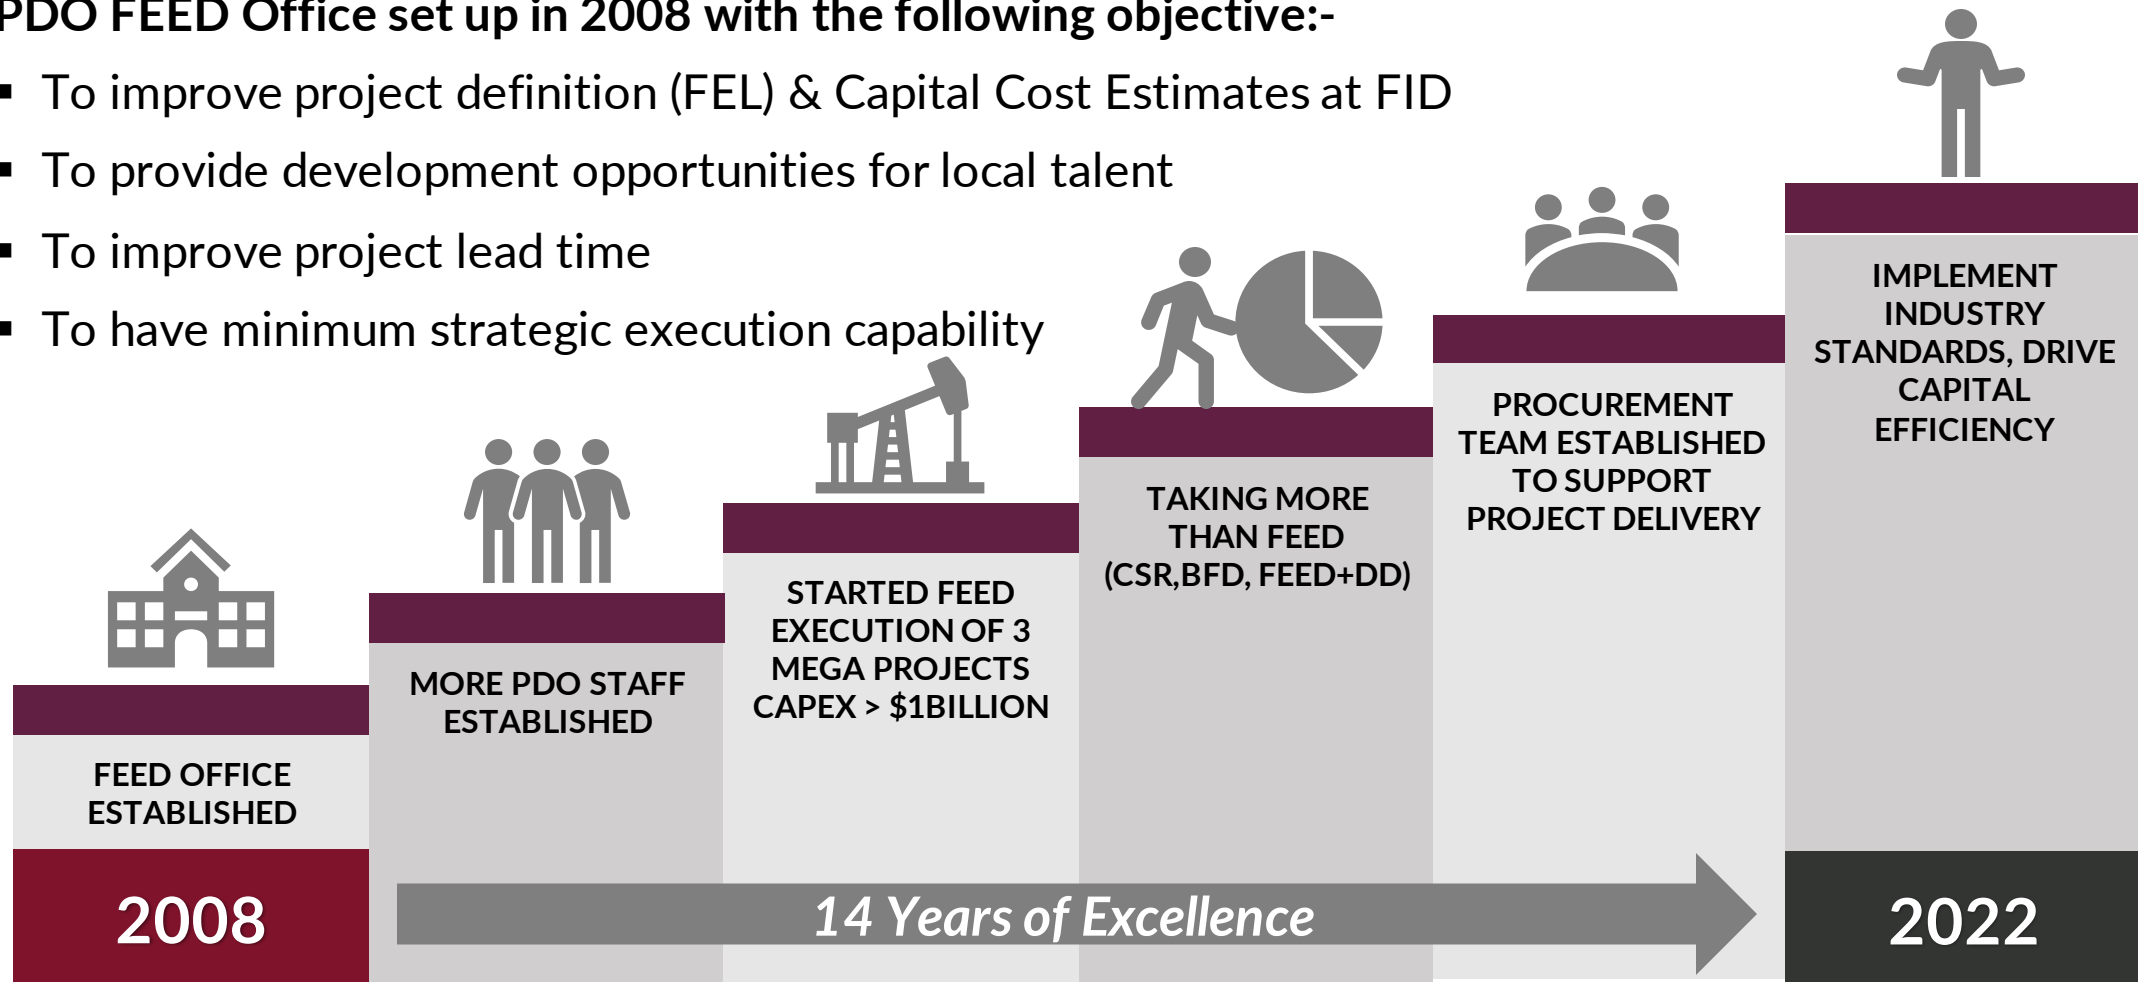 PDO FEED Office set up in 2008 with the following objective:-
▪ To improve project definition (FEL) & Capital Cost Estimates at FID
▪ To provide development opportunities for local talent
▪ To improve project lead time
▪ To have minimum strategic execution capability
FEED OFFICE
ESTABLISHED
2008
MORE PDO STAFF
ESTABLISHED
STARTED FEED
EXECUTION OF 3
MEGA PROJECTS
CAPEX > $1BILLION
TAKING MORE
THAN FEED
(CSR,BFD, FEED+DD)
PROCUREMENT
TEAM ESTABLISHED
TO SUPPORT
PROJECT DELIVERY
IMPLEMENT
INDUSTRY
STANDARDS, DRIVE
CAPITAL
EFFICIENCY
14 Years of Excellence
2022